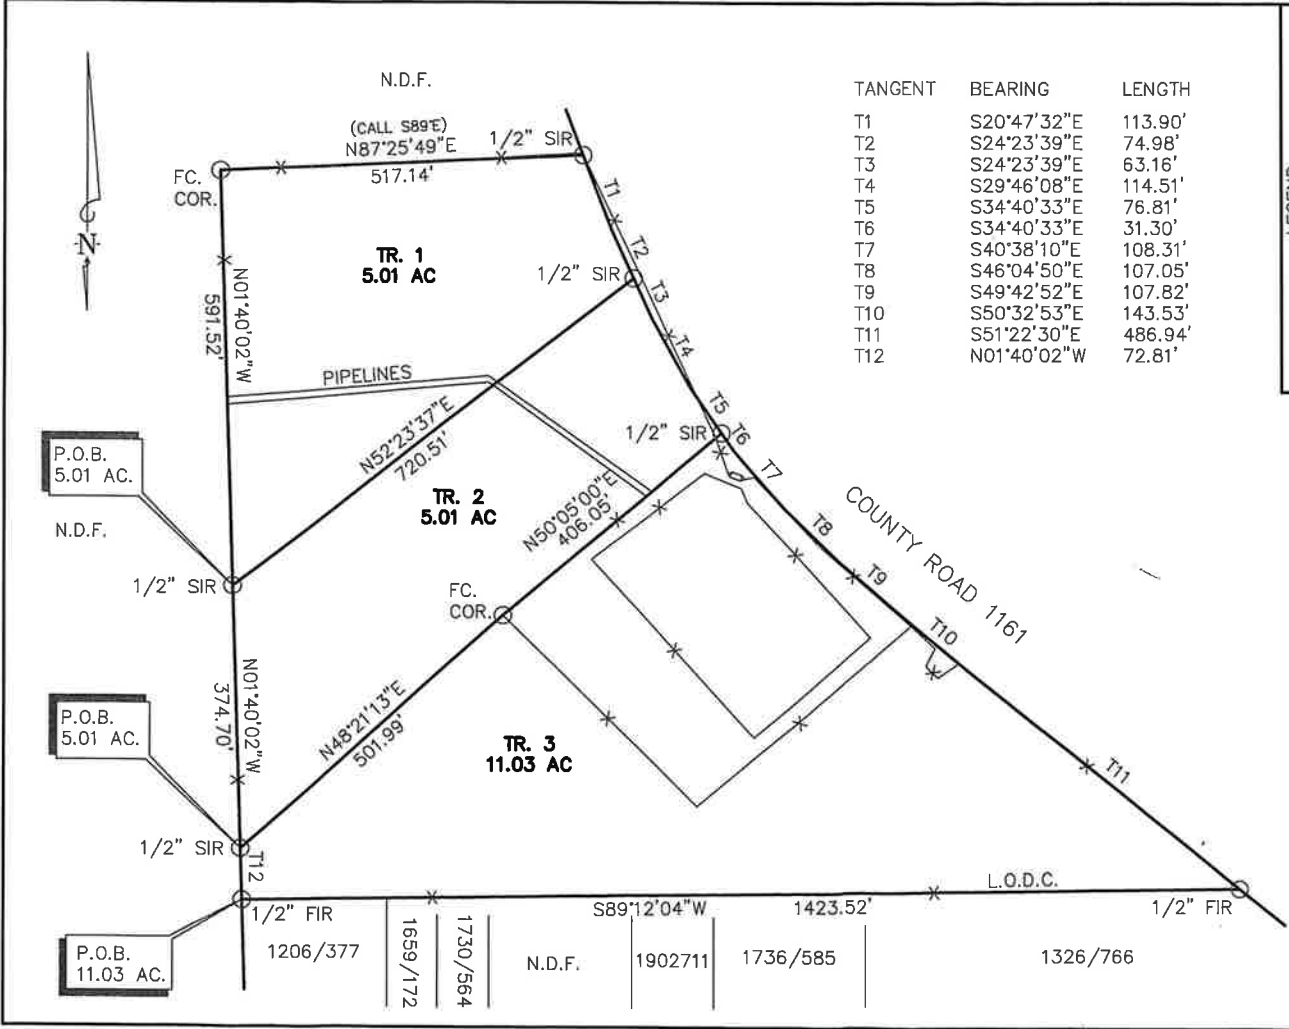 N.D.F.
(CALL S89°E)
N87°25'49"E
517.14'
1/2" SIR
FC.
COR.
N
TR. 1
5.01 AC
N01°40'02"W
591.52'
1/2" SIR
T1
T2
T3
T4
T5
T6
T7
T8
T9
T10
T11
T12
TANGENT BEARING LENGTH
T1 S20°47'32"E 113.90'
T2 S24°23'39"E 74.98'
T3 S24°23'39"E 63.16'
T4 S29°46'08"E 114.51'
T5 S34°40'33"E 76.81'
T6 S34°40'33"E 31.30'
T7 S40°38'10"E 108.31'
T8 S46°04'50"E 107.05'
T9 S49°42'52"E 107.82'
T10 S50°32'53"E 143.53'
T11 S51°22'30"E 486.94'
T12 N01°40'02"W 72.81'
PIPELINES
N52°23'37"E
720.51'
1/2" SIR
P.O.B.
5.01 AC.
N.D.F.
TR. 2
5.01 AC
N50°05'00"E
406.05'
COUNTY ROAD 1161
1/2" SIR
FC.
COR.
N01°40'02"W
374.70'
P.O.B.
5.01 AC.
N48°21'13"E
501.99'
TR. 3
11.03 AC
1/2" SIR
L.O.D.C.
1/2" FIR
S89°12'04"W 1423.52'
1/2" FIR
P.O.B.
11.03 AC.
1206/377
1659/172
1730/564
N.D.F.
1902711
1736/585
1326/766